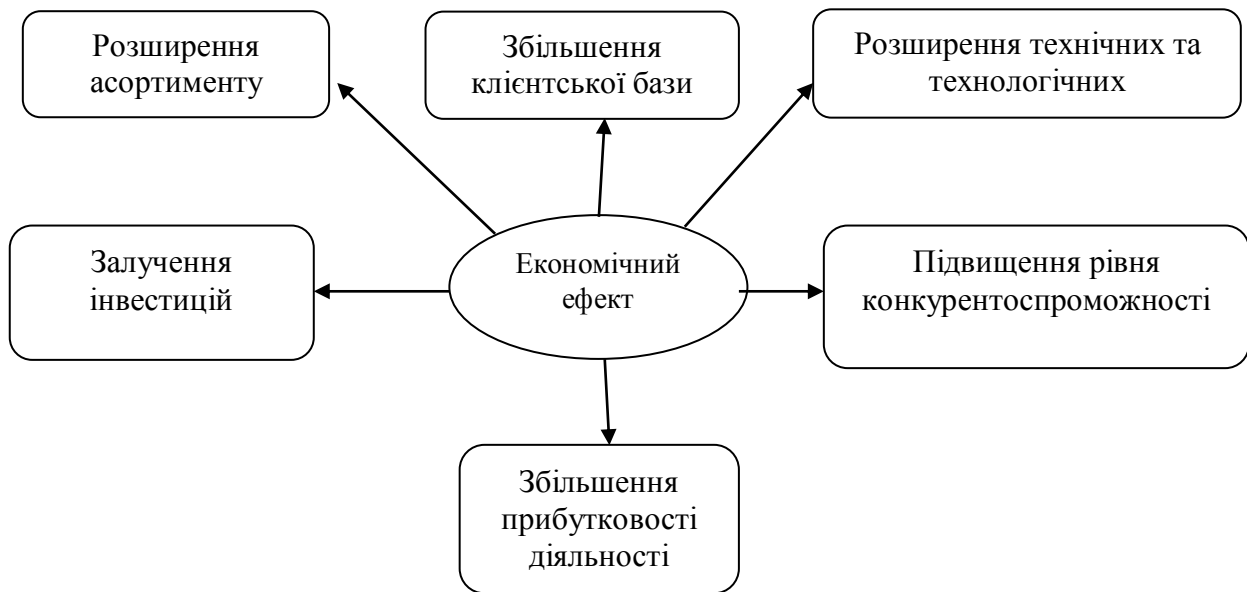 Розширення
асортименту
Збільшення
клієнтської бази
Розширення технічних та
технологічних
Залучення
інвестицій
Економічний
ефект
Підвищення рівня
конкурентоспроможності
Збільшення
прибутковості
діяльності